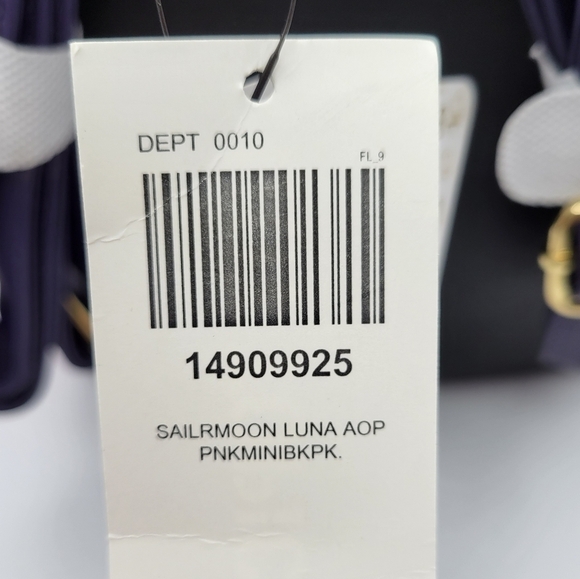 DEPT 0010
FL_9
14909925
SAILRMOON LUNA AOP
PNKMINIBKPK.